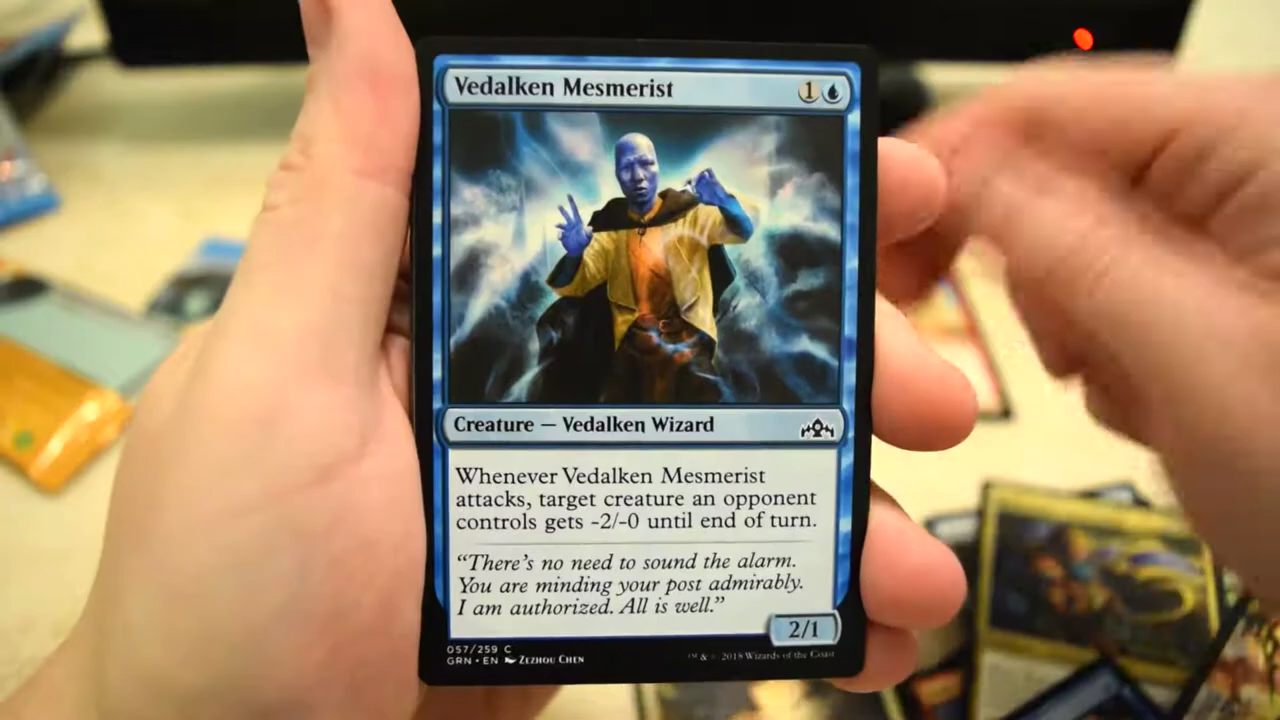 Vedalken Mesmerist 1
Creature — Vedalken Wizard
Whenever Vedalken Mesmerist
attacks, target creature an opponent
controls gets -2/-0 until end of turn.
“There’s no need to sound the alarm.
You are minding your post admirably.
I am authorized. All is well.”
2/1
057/259 C
GRN • EN ZEZHOU CHEN
™ & © 2018 Wizards of the Coast